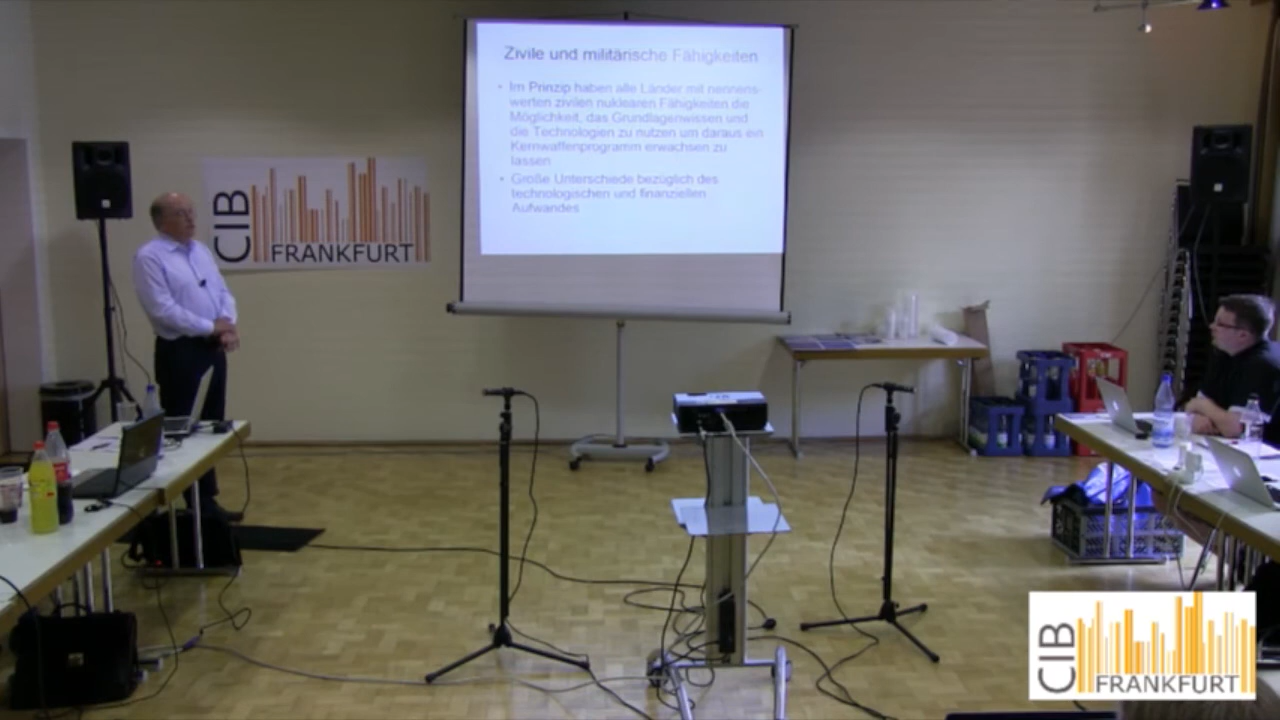 Zivile und militärische Fähigkeiten
• Im Prinzip haben alle Länder mit nennens-
werten zivilen nuklearen Fähigkeiten die
Möglichkeit, das Grundlagenwissen und
die Technologien zu nutzen um daraus ein
Kernwaffenprogramm erwachsen zu
lassen
• Große Unterschiede bezüglich des
technologischen und finanziellen
Aufwandes
CIB
FRANKFURT
CIB
FRANKFURT